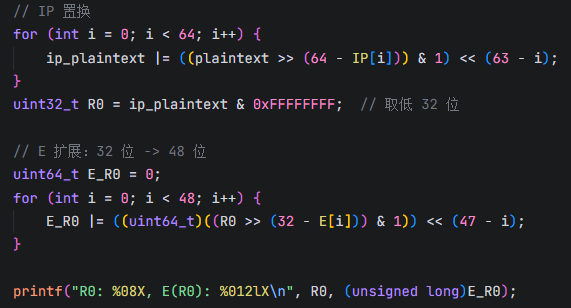 // IP 置换
for (int i = 0; i < 64; i++) {
    ip_plaintext |= ((plaintext >> (64 - IP[i])) & 1) << (63 - i);
}
uint32_t R0 = ip_plaintext & 0xFFFFFFFF;  // 取低 32 位

// E 扩展：32 位 -> 48 位
uint64_t E_R0 = 0;
for (int i = 0; i < 48; i++) {
    E_R0 |= ((uint64_t)((R0 >> (32 - E[i])) & 1)) << (47 - i);
}

printf("R0: %08X, E(R0): %012lX\n", R0, (unsigned long)E_R0);